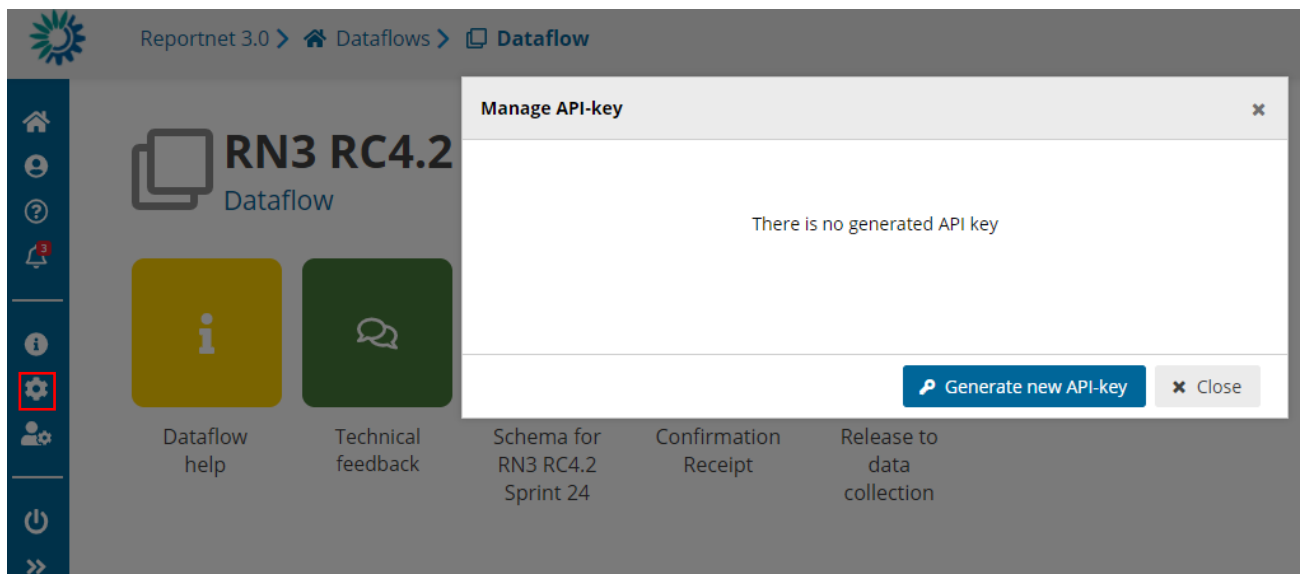 Reportnet 3.0 Dataflows Dataflow
Manage API-key
RN3 RC4.2
Dataflow
There is no generated API key
3
Generate new API-key Close
Dataflow
help
Technical
feedback
Schema for
RN3 RC4.2
Sprint 24
Confirmation
Receipt
Release to
data
collection